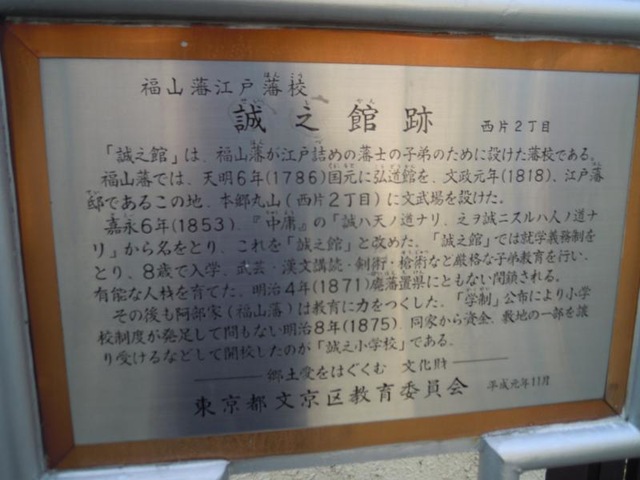 福山藩江戸藩校
誠之館跡 西片2丁目
「誠之館」は、福山藩が江戸詰めの藩士の子弟のために設けた藩校である。
福山藩では、天明6年(1786)国元に弘道館を、文政元年(1818)、江戸藩
邸であるこの地、本郷丸山(西片2丁目)に文武場を設けた。
嘉永6年(1853)、『中庸』の「誠ハ天ノ道ナリ、之ヲ誠ニスルハ人ノ道ナ
リ」から名をとり、これを「誠之館」と改めた。「誠之館」では就学義務制を
とり、8歳で入学、武芸・漢文講読・剣術・槍術など厳格な子弟教育を行い、
有能な人材を育てた。明治4年(1871)廃藩置県にともない閉鎖される。
その後も阿部家(福山藩)は教育に力をつくした。「学制」公布により小学
校制度が発足して間もない明治8年(1875)、同家から資金、敷地の一部を譲
り受けるなどして開校したのが「誠之小学校」である。
郷土愛をはぐくむ 文化財
東京都文京区教育委員会 平成元年11月